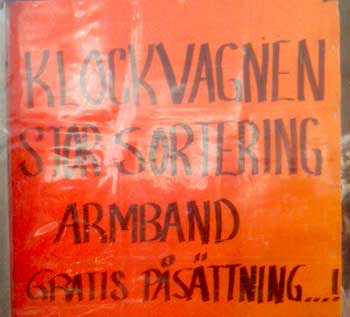 KLOCKVAGNEN
STOR SORTERING
ARMBAND
GRATIS PÅSÄTTNING...!